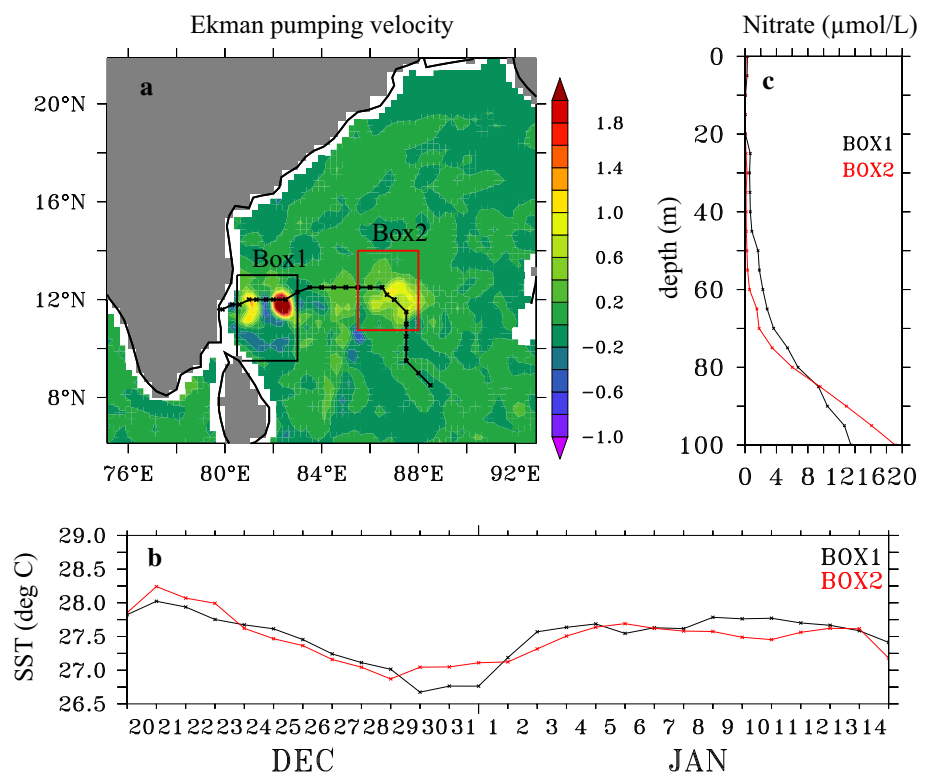 Ekman pumping velocity
a
20°N
16°N
12°N
8°N
76°E 80°E 84°E 88°E 92°E
Box1
Box2
1.8
1.4
1.0
0.6
0.2
−0.2
−0.6
−1.0
Nitrate (µmol/L)
c
0
20
40
60
80
100
depth (m)
BOX1
BOX2
0 4 8 12 16 20
b
29.0
28.5
28.0
27.5
27.0
26.5
SST (deg C)
BOX1
BOX2
20 21 22 23 24 25 26 27 28 29 30 31 1 2 3 4 5 6 7 8 9 10 11 12 13 14
DEC JAN